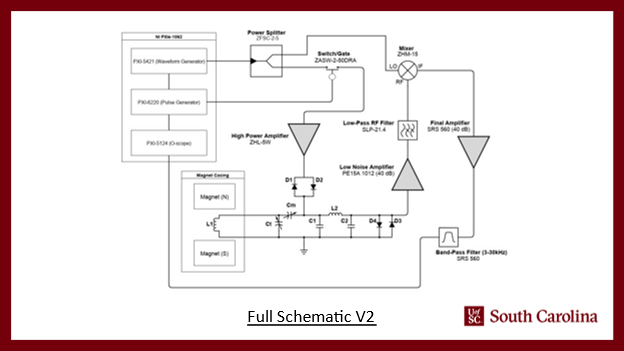 NI PXIe-1082
PXI-5421 (Waveform Generator)
PXI-6220 (Pulse Generator)
PXI-5124 (O-scope)
Power Splitter
ZFSC-2-5
Switch/Gate
ZASW-2-50DRA
Mixer
ZHM-15
LO
IF
RF
High Power Amplifier
ZHL-5W
Low-Pass RF Filter
SLP-21.4
Final Amplifier
SRS 560 (40 dB)
Low Noise Amplifier
PE15A 1012 (40 dB)
Magnet Casing
Magnet (N)
L1
Magnet (S)
D1
D2
Cm
Ct
C1
L2
C2
D4
D3
Band-Pass Filter (3-30kHz)
SRS 560
Full Schematic V2
U of SC
South Carolina